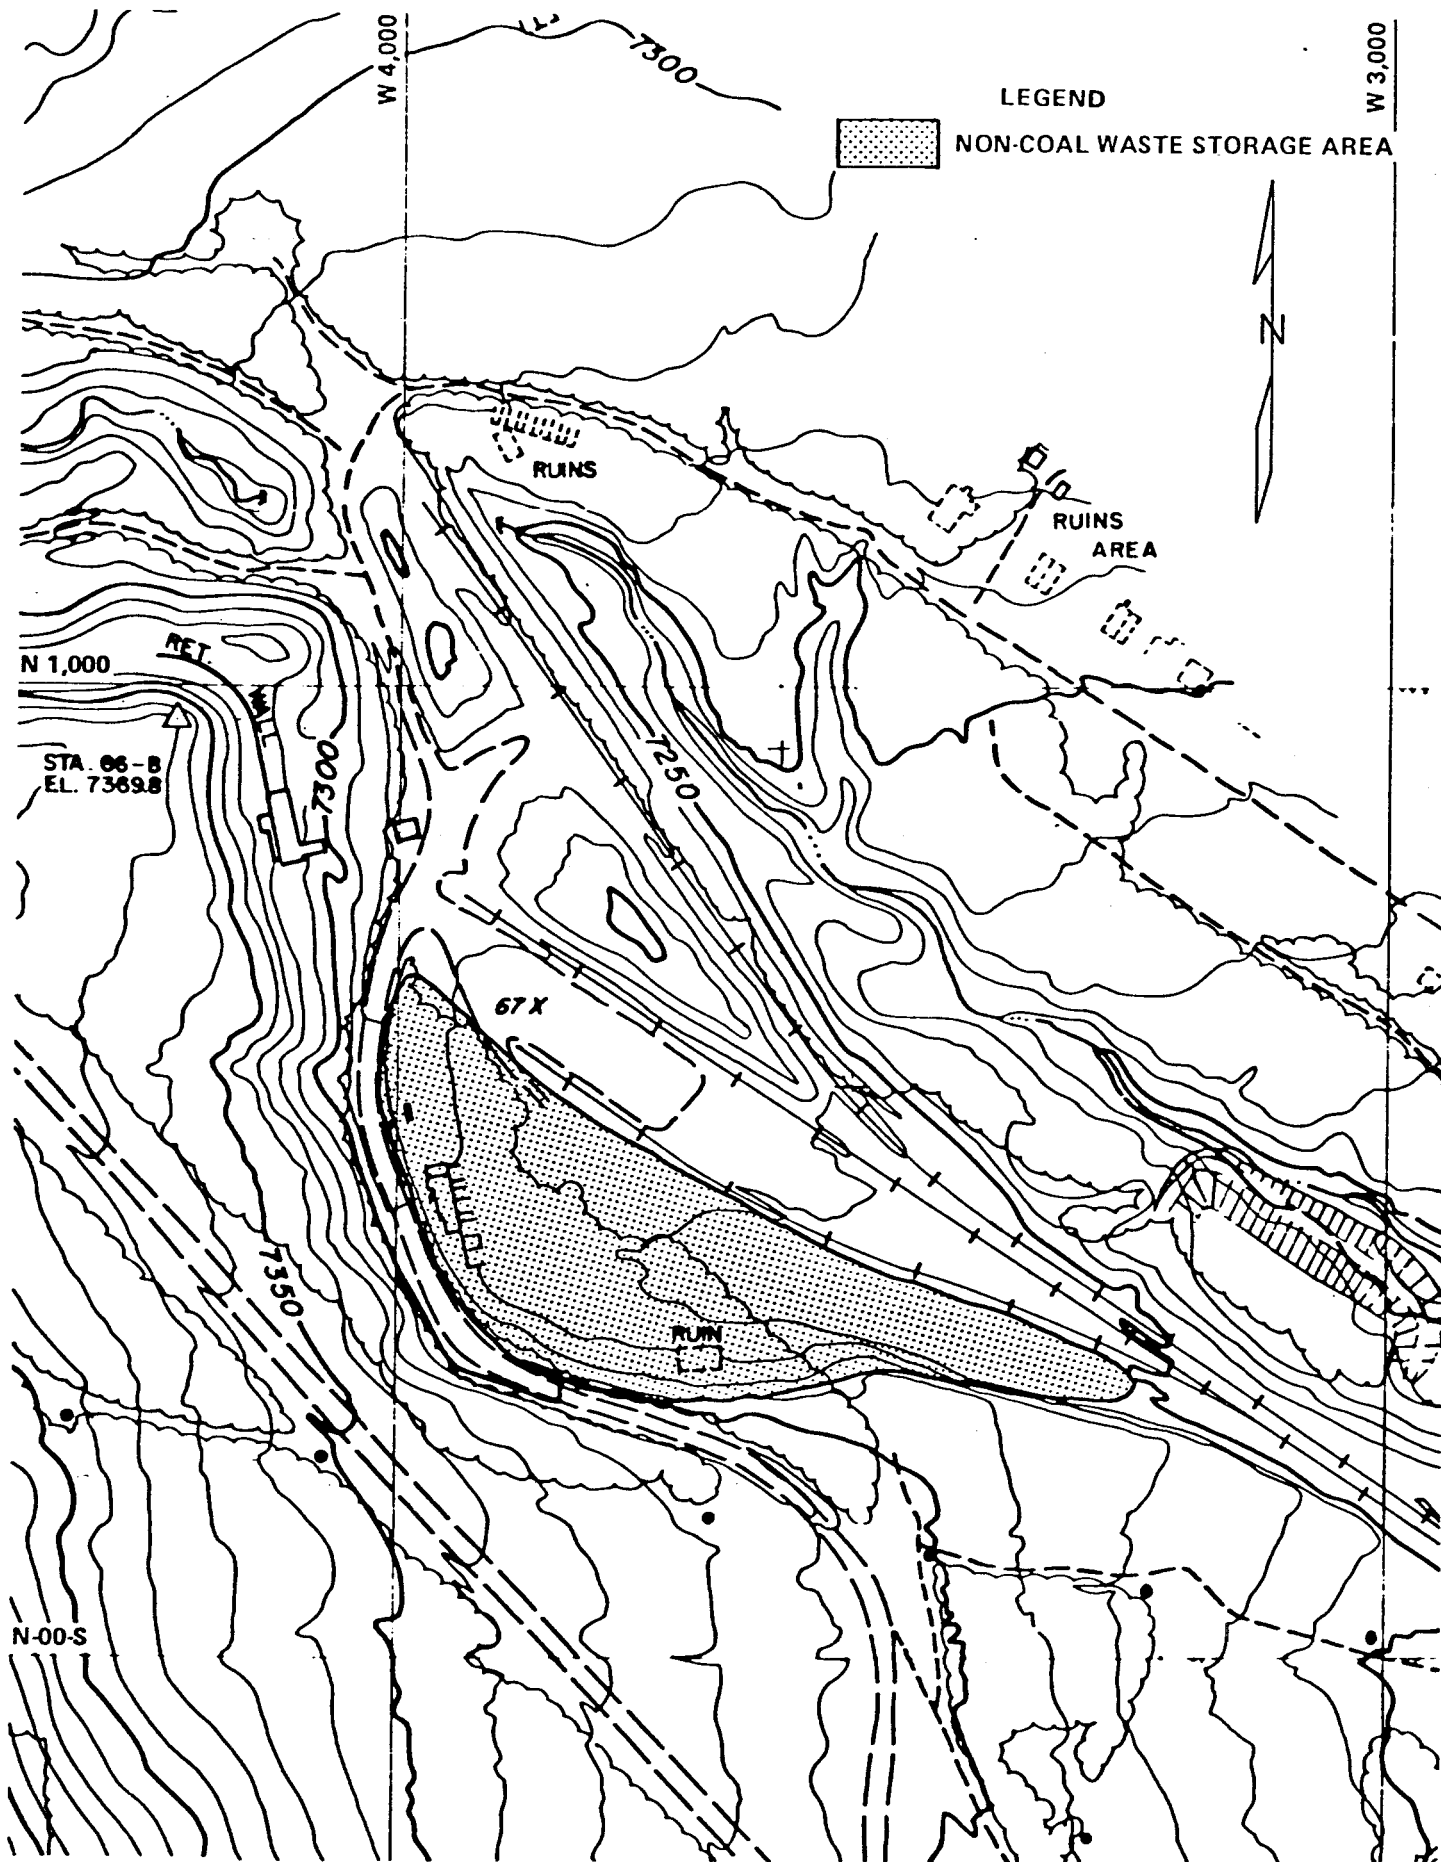 W 4,000
7300
W 3,000
LEGEND
NON-COAL WASTE STORAGE AREA
N
RUINS
RUINS
AREA
N 1,000
RET.
WALL
STA. 66-B
EL. 7369.8
7300
7250
67 X
7350
RUIN
N-00-S